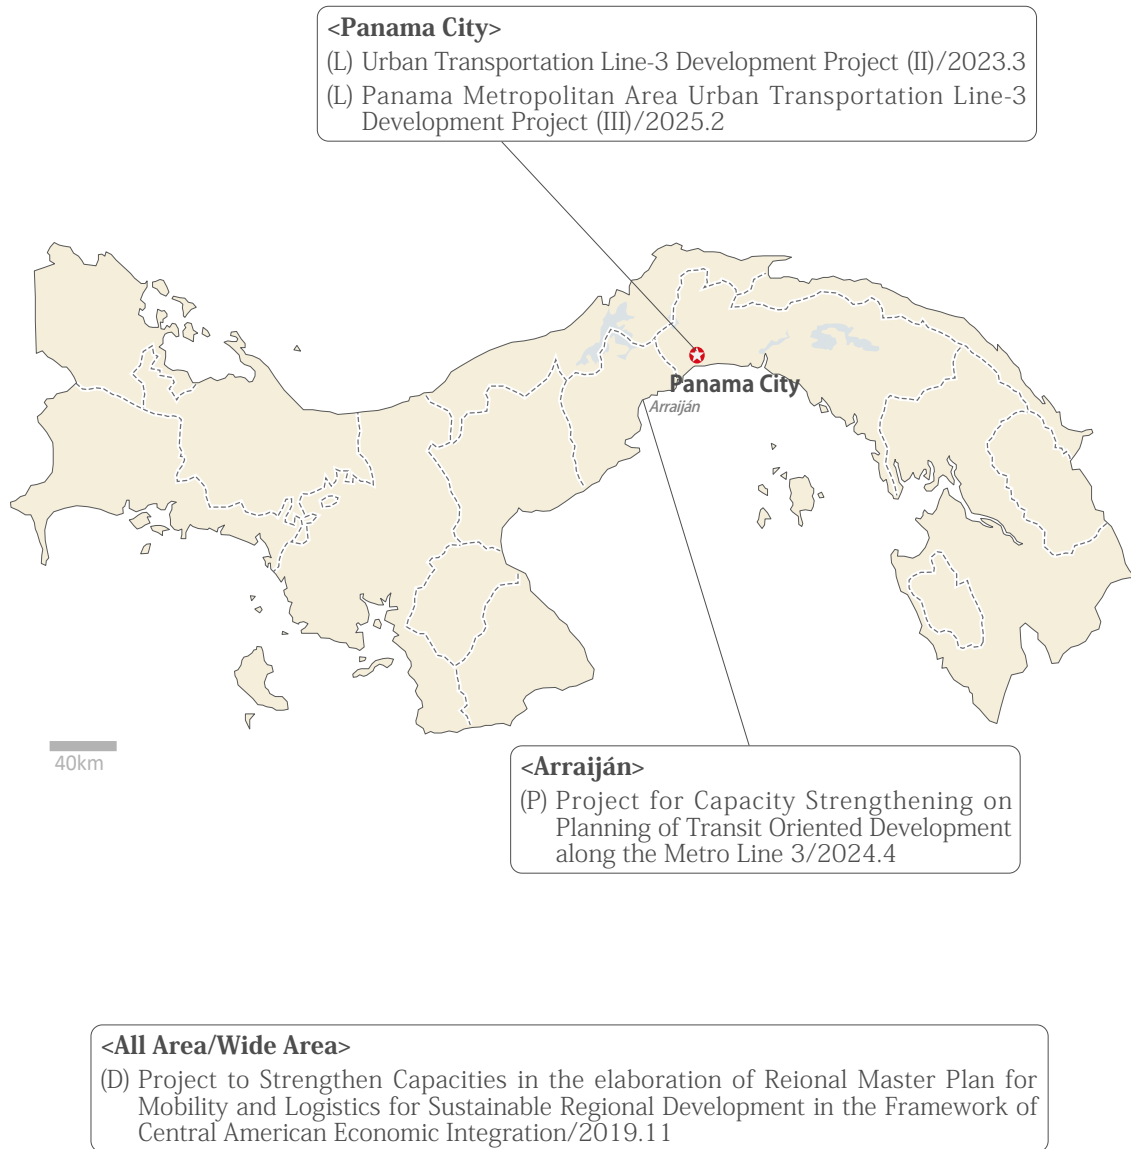 <Panama City>
(L) Urban Transportation Line-3 Development Project (II)/2023.3
(L) Panama Metropolitan Area Urban Transportation Line-3
Development Project (III)/2025.2
Panama City
Arraiján
40km
<Arraiján>
(P) Project for Capacity Strengthening on
Planning of Transit Oriented Development
along the Metro Line 3/2024.4
<All Area/Wide Area>
(D) Project to Strengthen Capacities in the elaboration of Reional Master Plan for
Mobility and Logistics for Sustainable Regional Development in the Framework of
Central American Economic Integration/2019.11